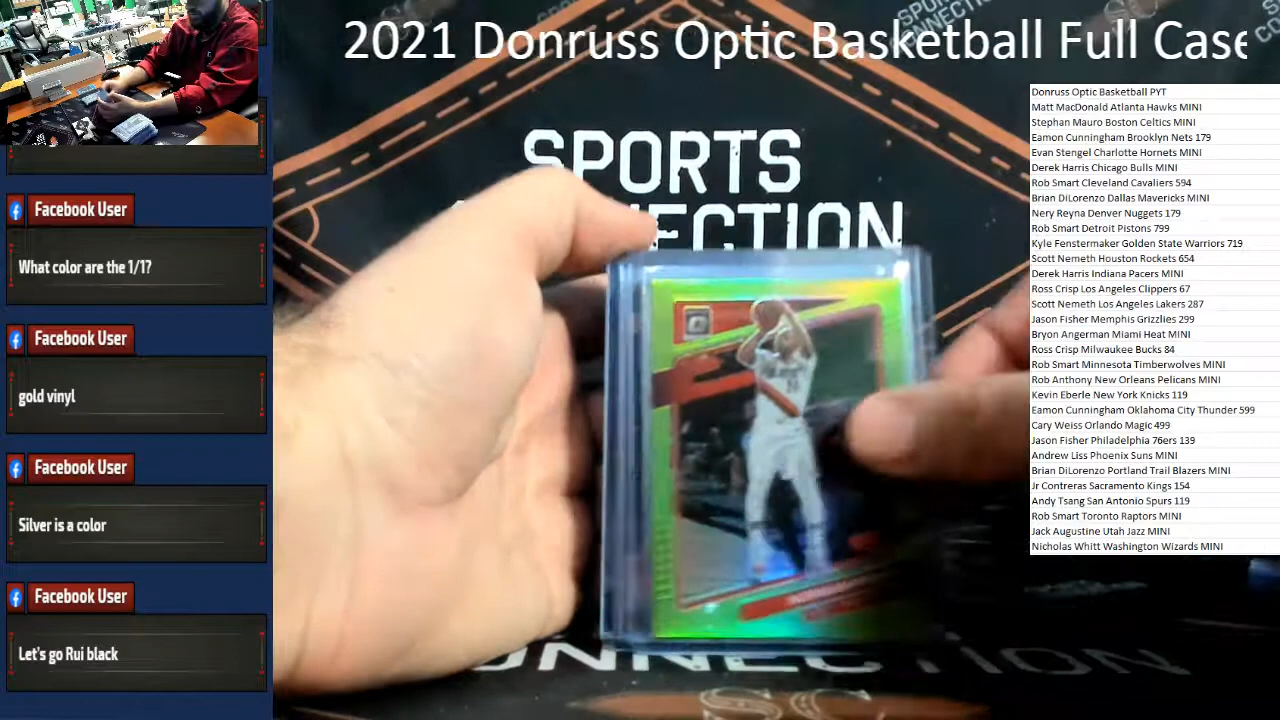 2021 Donruss Optic Basketball Full Case
SPORTS
CONNECTION
Facebook User
What color are the 1/1?
Facebook User
gold vinyl
Facebook User
Silver is a color
Facebook User
Let's go Rui black
Donruss Optic Basketball PYT
Matt MacDonald Atlanta Hawks MINI
Stephan Mauro Boston Celtics MINI
Eamon Cunningham Brooklyn Nets 179
Evan Stengel Charlotte Hornets MINI
Derek Harris Chicago Bulls MINI
Rob Smart Cleveland Cavaliers 594
Brian DiLorenzo Dallas Mavericks MINI
Nery Reyna Denver Nuggets 179
Rob Smart Detroit Pistons 799
Kyle Fenstermaker Golden State Warriors 719
Scott Nemeth Houston Rockets 654
Derek Harris Indiana Pacers MINI
Ross Crisp Los Angeles Clippers 67
Scott Nemeth Los Angeles Lakers 287
Jason Fisher Memphis Grizzlies 299
Bryon Angerman Miami Heat MINI
Ross Crisp Milwaukee Bucks 84
Rob Smart Minnesota Timberwolves MINI
Rob Anthony New Orleans Pelicans MINI
Kevin Eberle New York Knicks 119
Eamon Cunningham Oklahoma City Thunder 599
Cary Weiss Orlando Magic 499
Jason Fisher Philadelphia 76ers 139
Andrew Liss Phoenix Suns MINI
Brian DiLorenzo Portland Trail Blazers MINI
Jr Contreras Sacramento Kings 154
Andy Tsang San Antonio Spurs 119
Rob Smart Toronto Raptors MINI
Jack Augustine Utah Jazz MINI
Nicholas Whitt Washington Wizards MINI
CONNECTION
SC